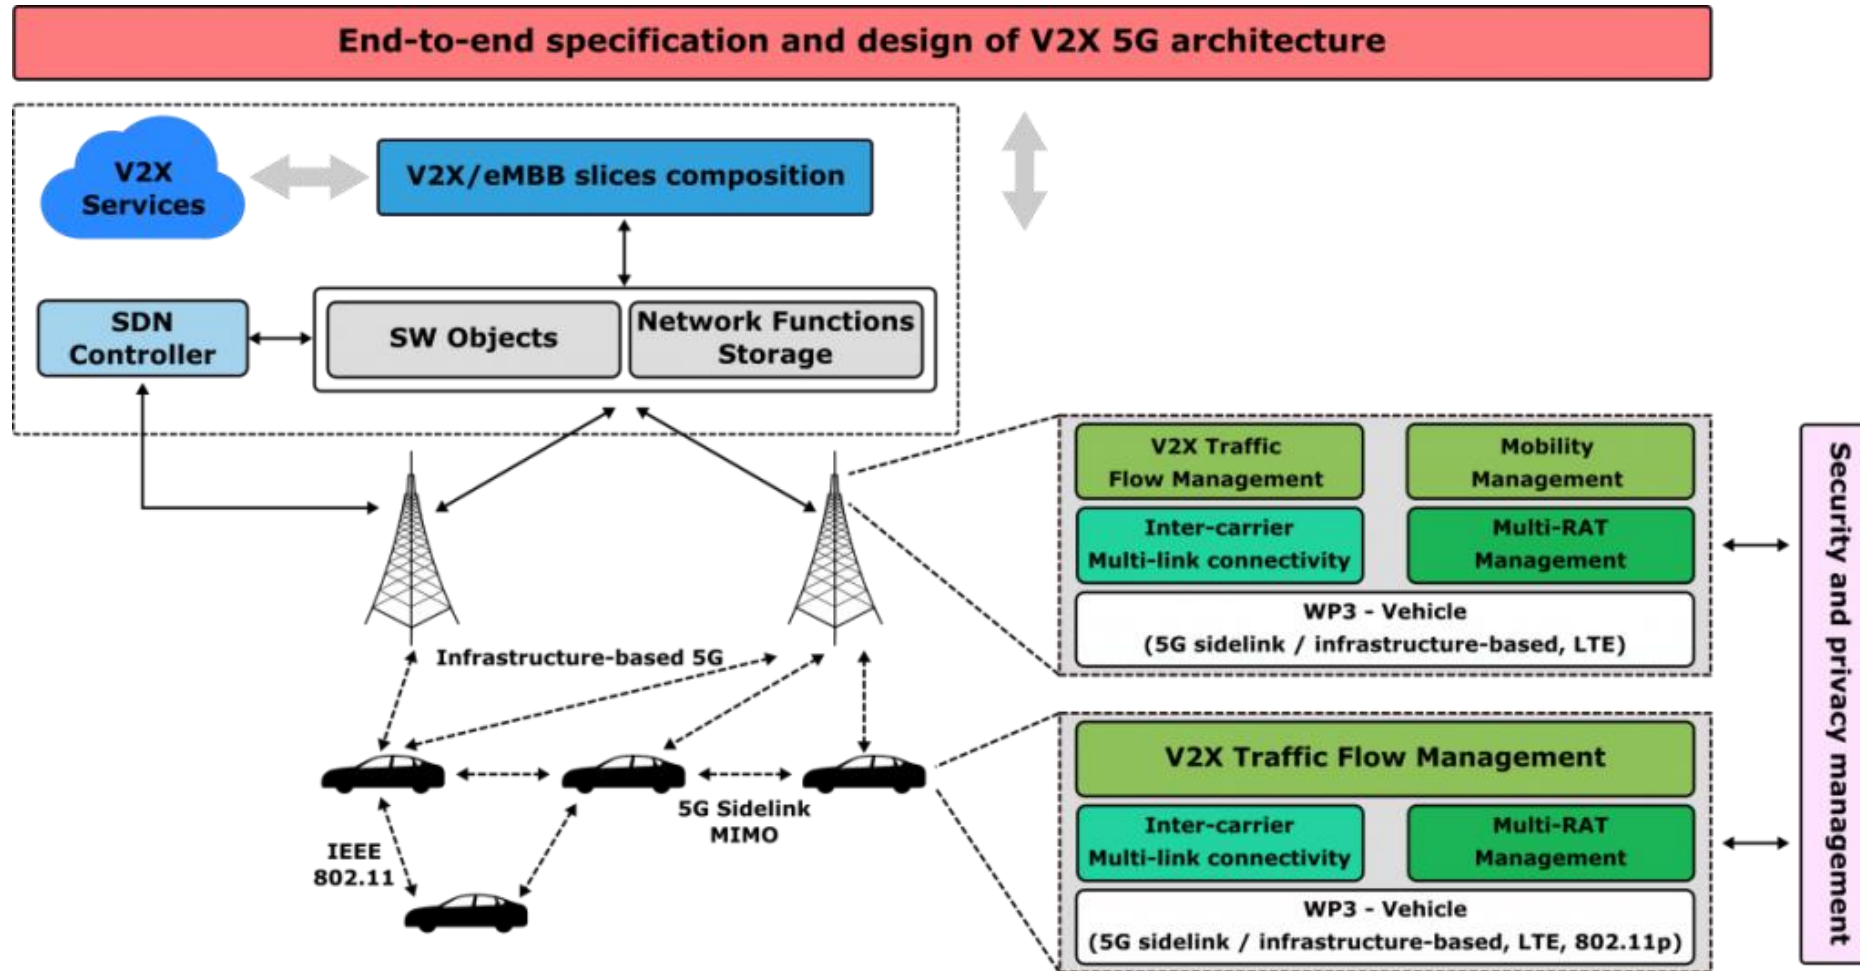 End-to-end specification and design of V2X 5G architecture
V2X
Services
V2X/eMBB slices composition
SDN
Controller
SW Objects
Network Functions
Storage
Infrastructure-based 5G
5G Sidelink
MIMO
IEEE
802.11
V2X Traffic
Flow Management
Mobility
Management
Inter-carrier
Multi-link connectivity
Multi-RAT
Management
WP3 - Vehicle
(5G sidelink / infrastructure-based, LTE)
V2X Traffic Flow Management
Inter-carrier
Multi-link connectivity
Multi-RAT
Management
WP3 - Vehicle
(5G sidelink / infrastructure-based, LTE, 802.11p)
Security and privacy management